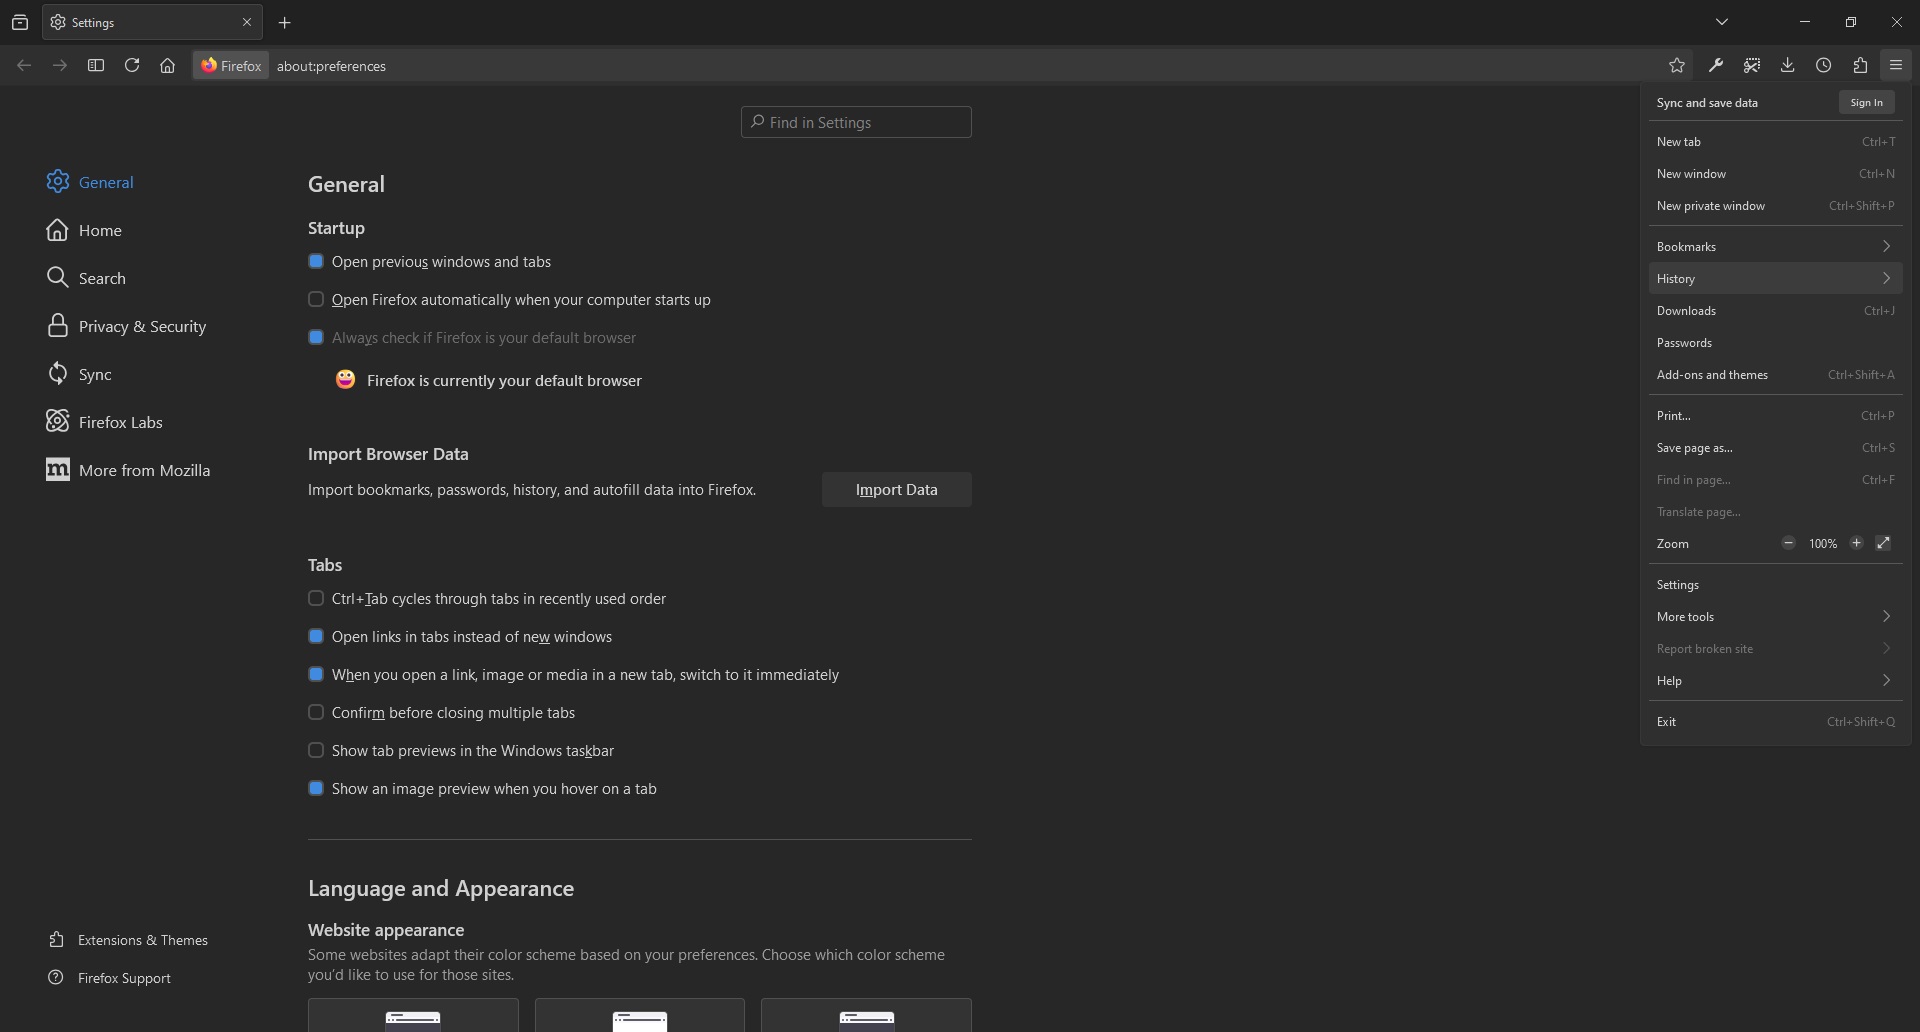 Settings
Firefox
about:preferences
Find in Settings
General
Home
Search
Privacy & Security
Sync
Firefox Labs
More from Mozilla
Extensions & Themes
Firefox Support
General
Startup
Open previous windows and tabs
Open Firefox automatically when your computer starts up
Always check if Firefox is your default browser
Firefox is currently your default browser
Import Browser Data
Import bookmarks, passwords, history, and autofill data into Firefox.
Import Data
Tabs
Ctrl+Tab cycles through tabs in recently used order
Open links in tabs instead of new windows
When you open a link, image or media in a new tab, switch to it immediately
Confirm before closing multiple tabs
Show tab previews in the Windows taskbar
Show an image preview when you hover on a tab
Language and Appearance
Website appearance
Some websites adapt their color scheme based on your preferences. Choose which color scheme
you'd like to use for those sites.
Sync and save data Sign In
New tab Ctrl+T
New window Ctrl+N
New private window Ctrl+Shift+P
Bookmarks
History
Downloads Ctrl+J
Passwords
Add-ons and themes Ctrl+Shift+A
Print... Ctrl+P
Save page as... Ctrl+S
Find in page... Ctrl+F
Translate page...
Zoom 100%
Settings
More tools
Report broken site
Help
Exit Ctrl+Shift+Q